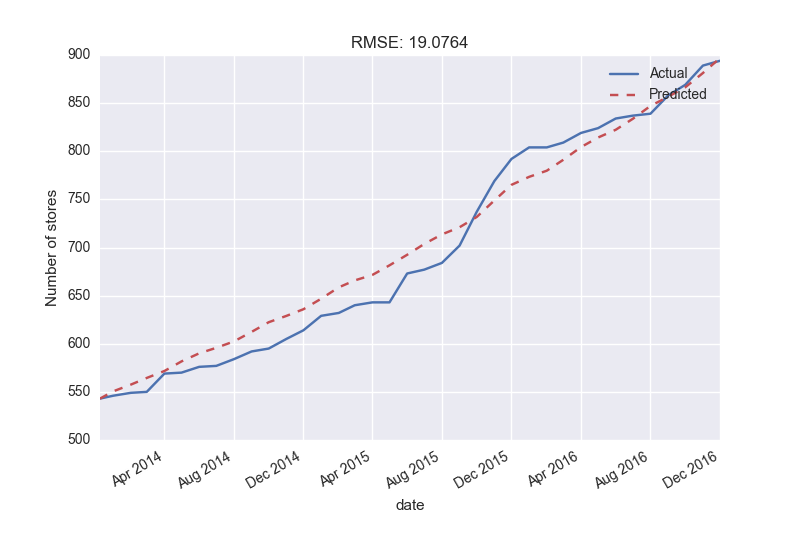 RMSE: 19.0764
Actual
Predicted
Number of stores
900
850
800
750
700
650
600
550
500
Apr 2014
Aug 2014
Dec 2014
Apr 2015
Aug 2015
Dec 2015
Apr 2016
Aug 2016
Dec 2016
date